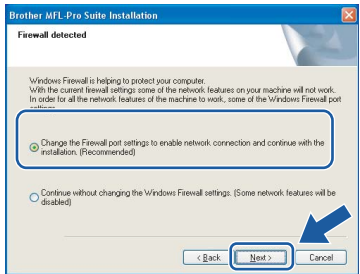 Brother MFL-Pro Suite Installation
Firewall detected
Windows Firewall is helping to protect your computer.
With the current firewall settings some of the network features on your machine will not work.
In order for all the network features of the machine to work, some of the Windows Firewall port
settings
Change the Firewall port settings to enable network connection and continue with the
installation. (Recommended)
Continue without changing the Windows Firewall settings. (Some network features will be
disabled)
< Back
Next >
Cancel